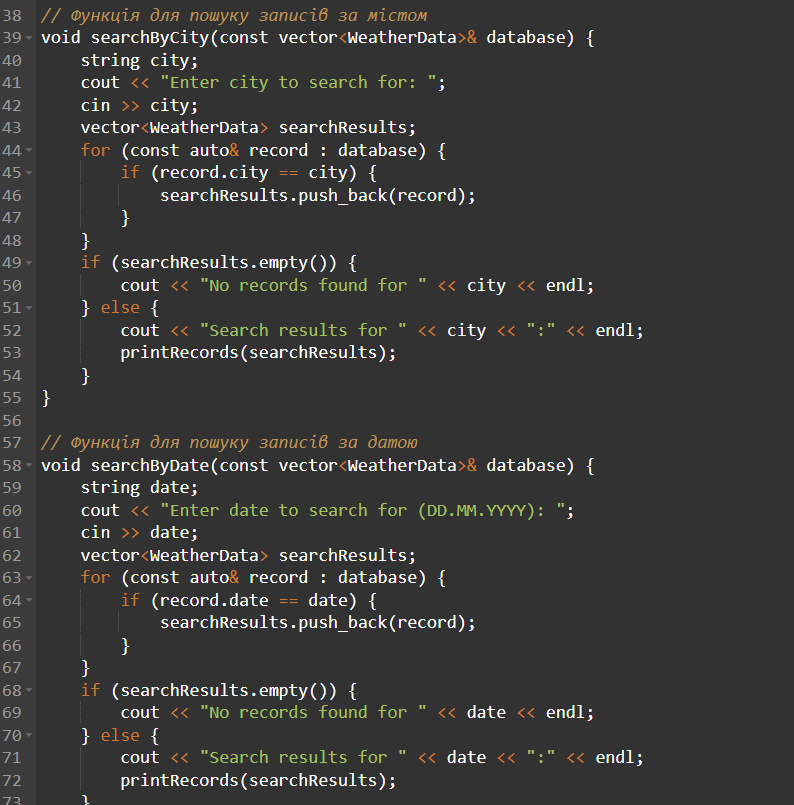 38 // Функція для пошуку записів за містом
39 void searchByCity(const vector<WeatherData>& database) {
40     string city;
41     cout << "Enter city to search for: ";
42     cin >> city;
43     vector<WeatherData> searchResults;
44     for (const auto& record : database) {
45         if (record.city == city) {
46             searchResults.push_back(record);
47         }
48     }
49     if (searchResults.empty()) {
50         cout << "No records found for " << city << endl;
51     } else {
52         cout << "Search results for " << city << ":" << endl;
53         printRecords(searchResults);
54     }
55 }
56
57 // Функція для пошуку записів за датою
58 void searchByDate(const vector<WeatherData>& database) {
59     string date;
60     cout << "Enter date to search for (DD.MM.YYYY): ";
61     cin >> date;
62     vector<WeatherData> searchResults;
63     for (const auto& record : database) {
64         if (record.date == date) {
65             searchResults.push_back(record);
66         }
67     }
68     if (searchResults.empty()) {
69         cout << "No records found for " << date << endl;
70     } else {
71         cout << "Search results for " << date << ":" << endl;
72         printRecords(searchResults);
73     }